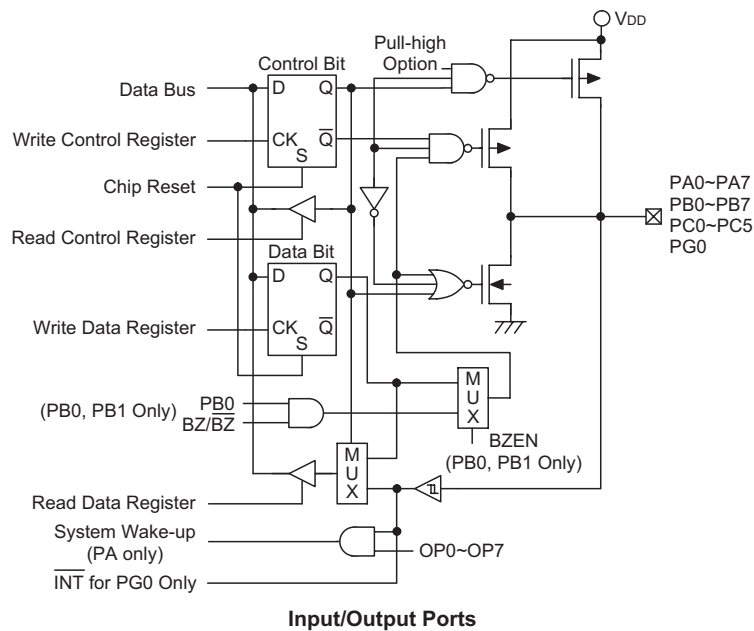 VDD
Pull-high
Option
Control Bit
Data Bus
D Q
Write Control Register
CK Q̅
S
Chip Reset
PA0~PA7
PB0~PB7
PC0~PC5
PG0
Read Control Register
Data Bit
D Q
Write Data Register
CK Q̅
S
(PB0, PB1 Only)
PB0
BZ/B̅Z̅
M
U
X
BZEN
(PB0, PB1 Only)
M
U
X
Read Data Register
System Wake-up
(PA only)
OP0~OP7
I̅N̅T̅ for PG0 Only
Input/Output Ports